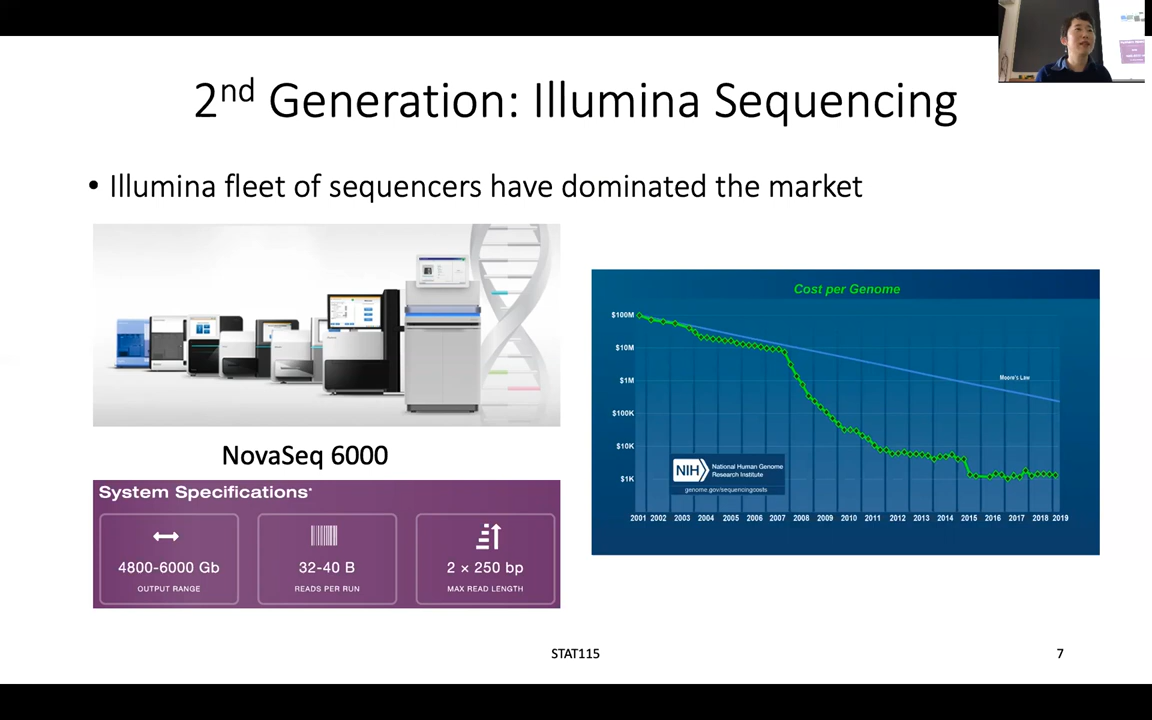 2nd Generation: Illumina Sequencing
• Illumina fleet of sequencers have dominated the market
NovaSeq 6000
System Specifications*
4800-6000 Gb
OUTPUT RANGE
32-40 B
READS PER RUN
2 × 250 bp
MAX READ LENGTH
Cost per Genome
$100M
$10M
$1M
$100K
$10K
$1K
Moore's Law
NIH
National Human Genome
Research Institute
genome.gov/sequencingcosts
2001 2002 2003 2004 2005 2006 2007 2008 2009 2010 2011 2012 2013 2014 2015 2016 2017 2018 2019
STAT115
7